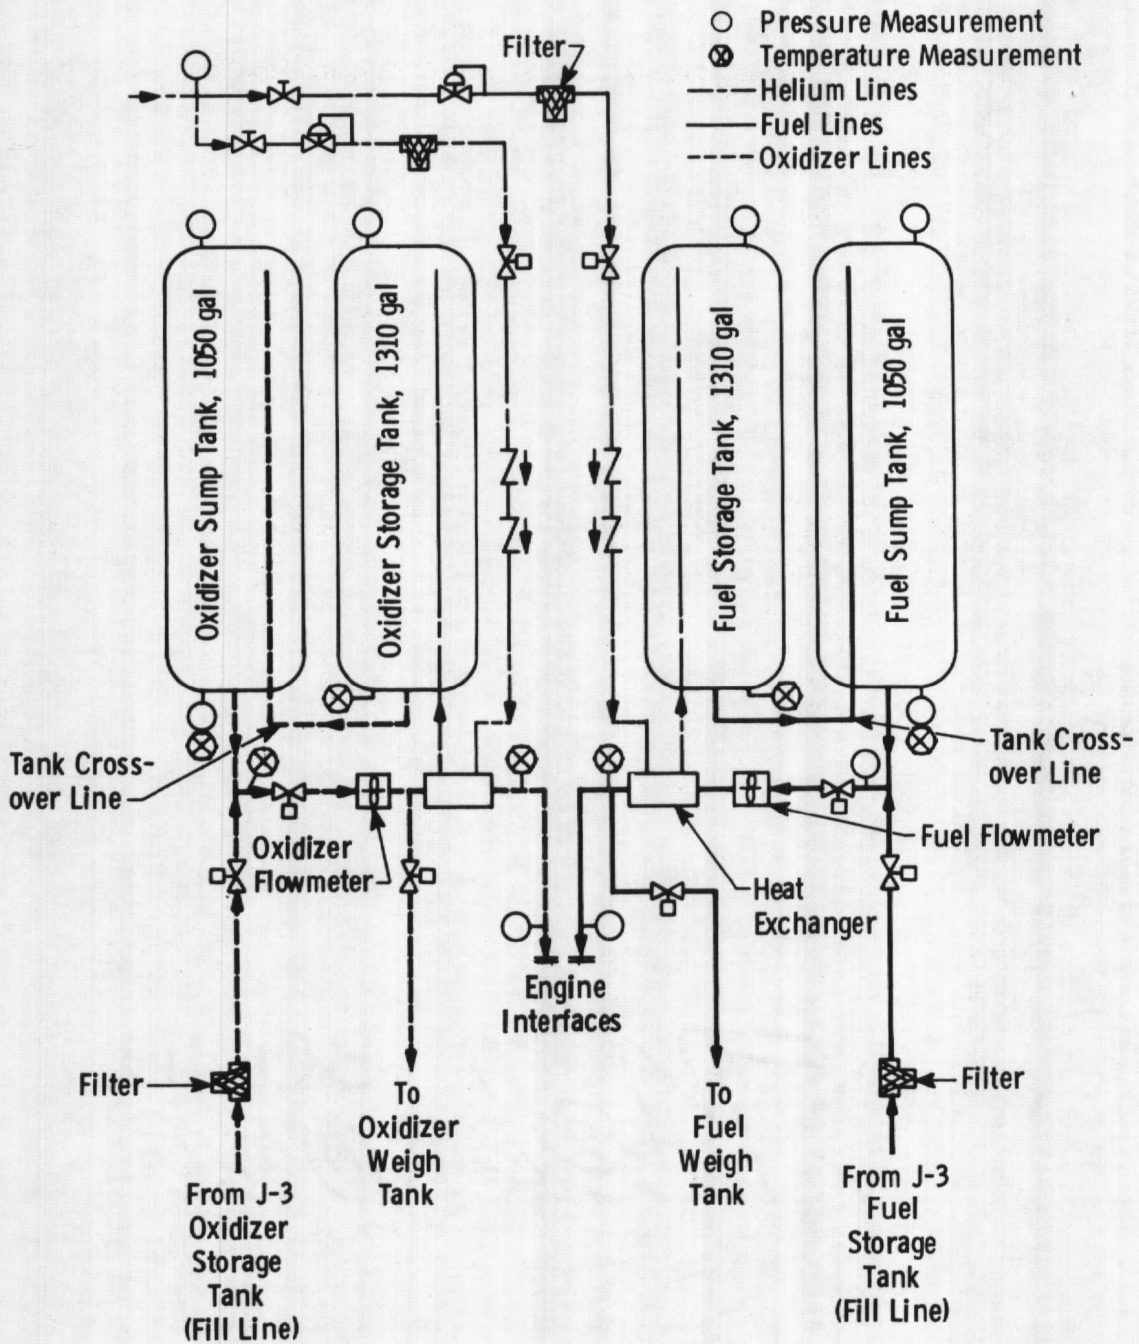 Pressure Measurement
Temperature Measurement
Helium Lines
Fuel Lines
Oxidizer Lines
Filter
Oxidizer Sump Tank, 1050 gal
Oxidizer Storage Tank, 1310 gal
Fuel Storage Tank, 1310 gal
Fuel Sump Tank, 1050 gal
Tank Cross-
over Line
Tank Cross-
over Line
Oxidizer
Flowmeter
Fuel Flowmeter
Heat
Exchanger
Engine
Interfaces
Filter
Filter
To
Oxidizer
Weigh
Tank
To
Fuel
Weigh
Tank
From J-3
Oxidizer
Storage
Tank
(Fill Line)
From J-3
Fuel
Storage
Tank
(Fill Line)